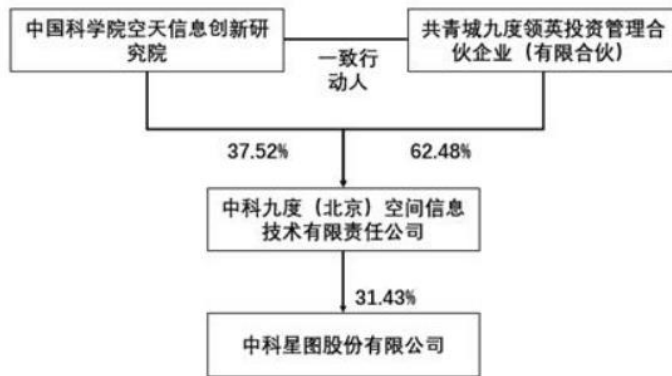 中国科学院空天信息创新研
究院
一致行
动人
共青城九度领英投资管理合
伙企业（有限合伙）
37.52%
62.48%
中科九度（北京）空间信息
技术有限责任公司
31.43%
中科星图股份有限公司